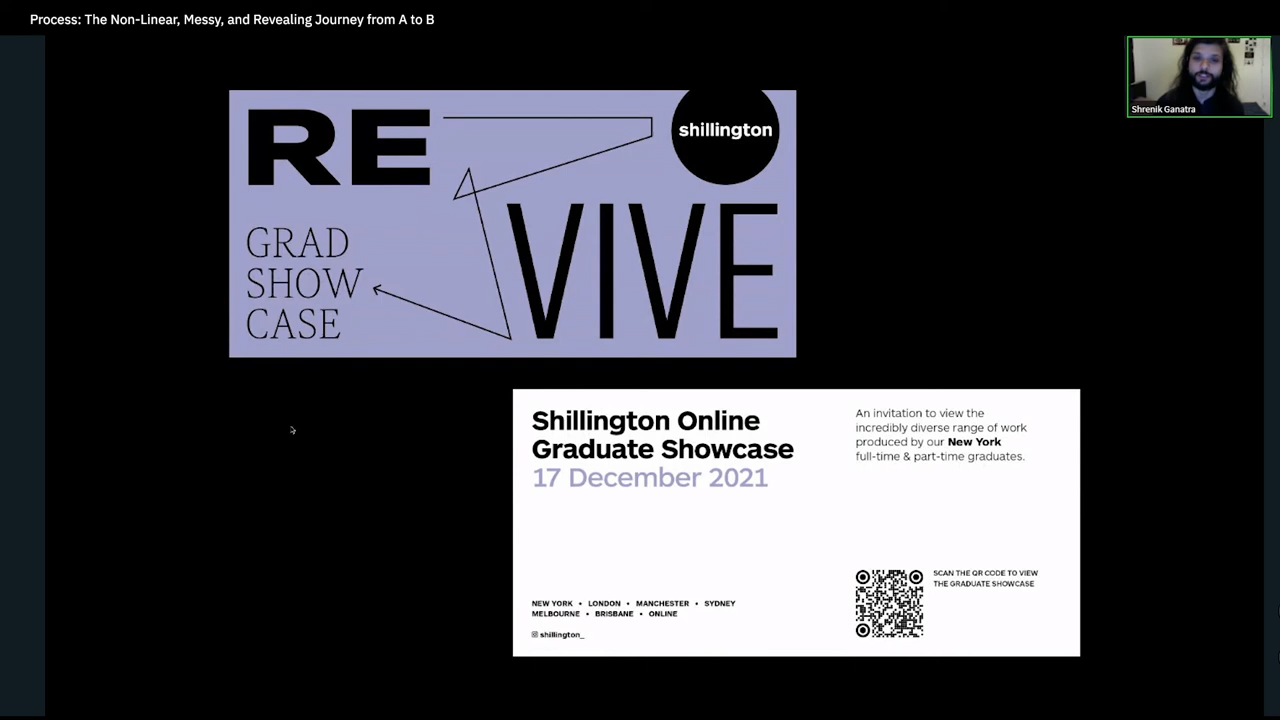 Process: The Non-Linear, Messy, and Revealing Journey from A to B
Shrenik Ganatra
RE
shillington
VIVE
GRAD
SHOW
CASE
Shillington Online
Graduate Showcase
17 December 2021
An invitation to view the
incredibly diverse range of work
produced by our New York
full-time & part-time graduates.
NEW YORK • LONDON • MANCHESTER • SYDNEY
MELBOURNE • BRISBANE • ONLINE
shillington_
SCAN THE QR CODE TO VIEW
THE GRADUATE SHOWCASE